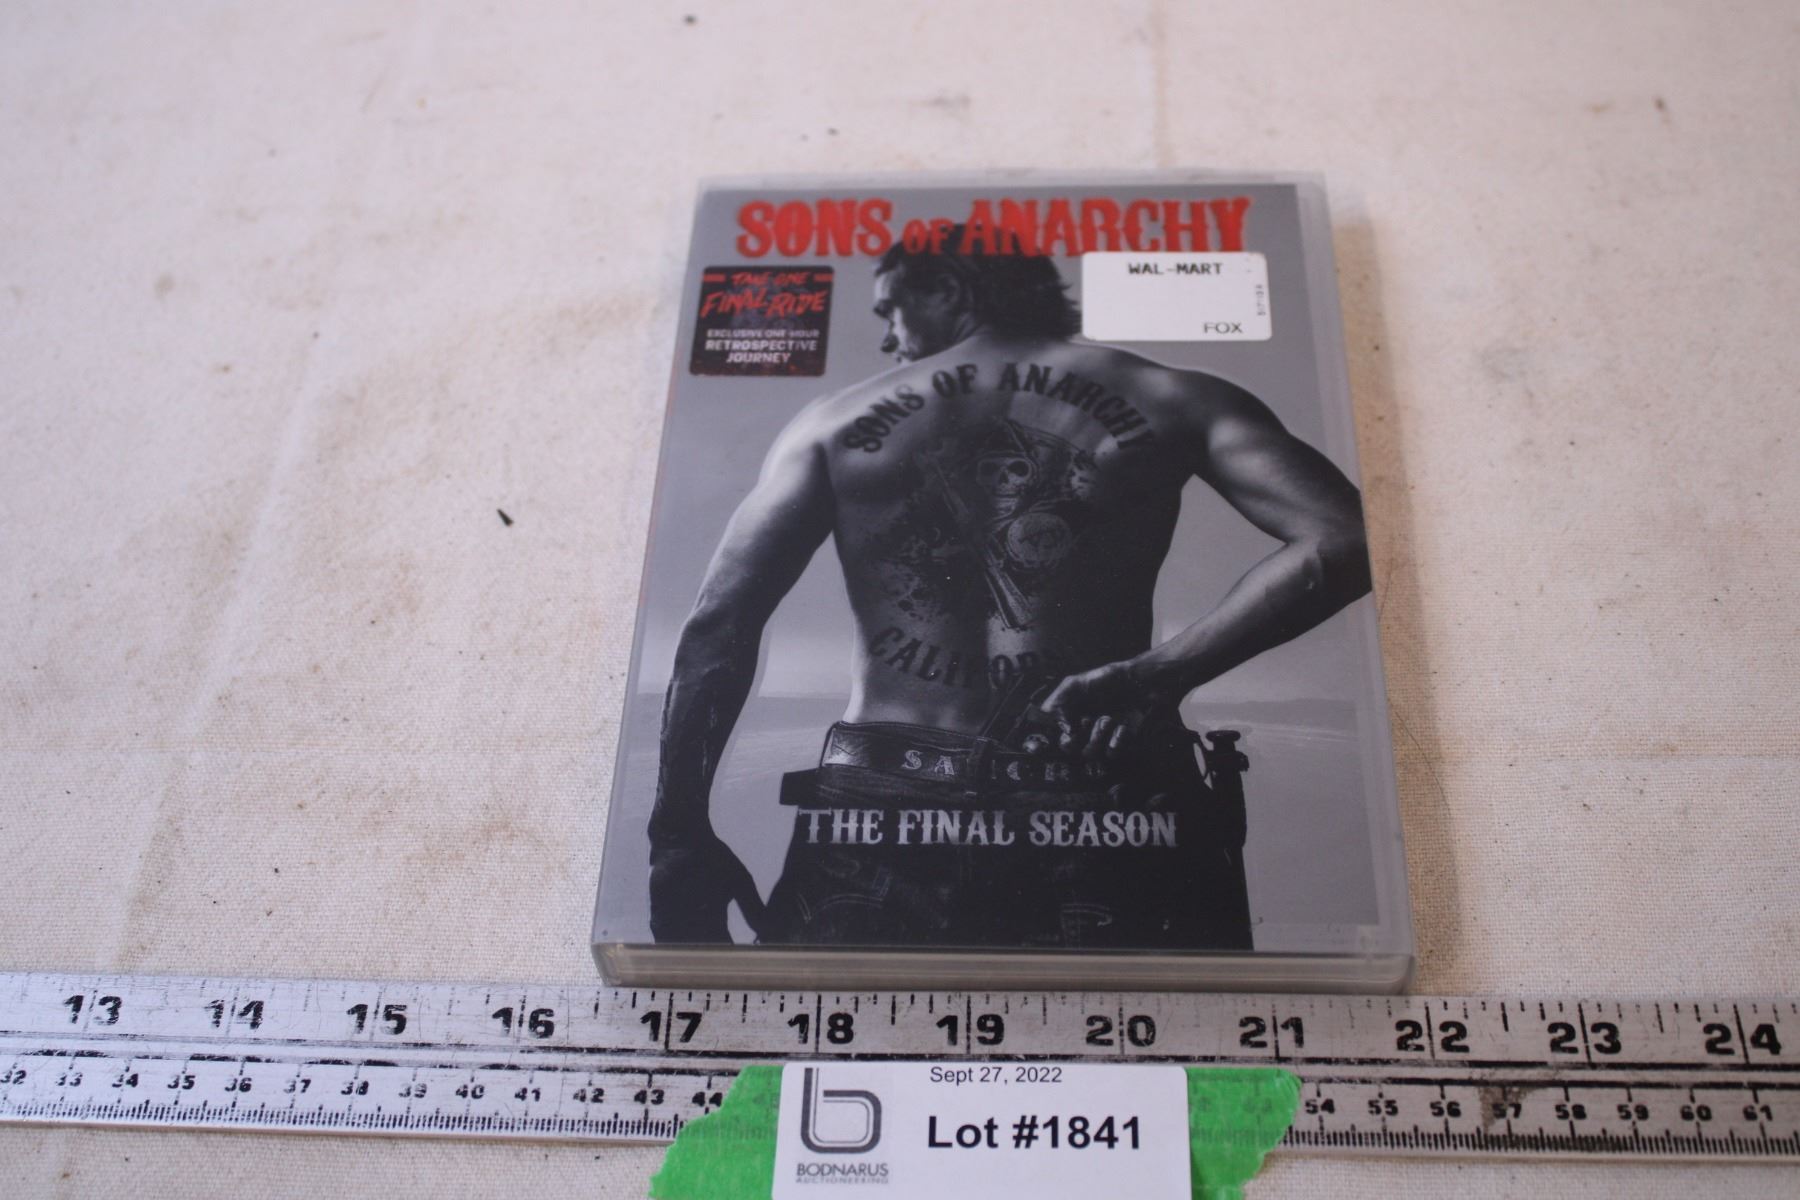 SONS OF ANARCHY
TAKE ONE
FINAL RIDE
EXCLUSIVE ONE-HOUR
RETROSPECTIVE
JOURNEY
WAL-MART
FOX
SONS OF ANARCHY
THE FINAL SEASON
13 14 15 16 17 18 19 20 21 22 23 24
32 33 34 35 36 37 38 39 40 41 42 43 44 54 55 56 57 58 59 60 61
Sept 27, 2022
Lot #1841
BODNARUS
AUCTIONEERING